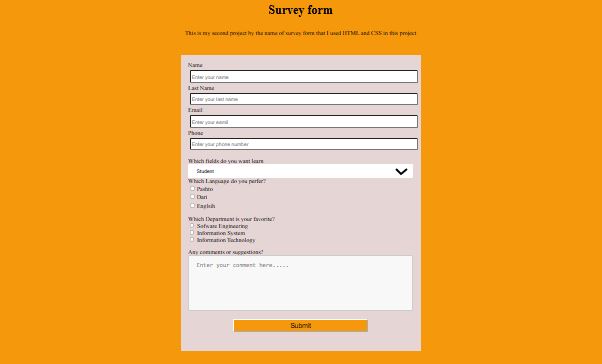 Survey form
This is my second project by the name of survey form that I used HTML and CSS in this project
Name
Enter your name
Last Name
Enter your last name
Email
Enter your eamil
Phone
Enter your phone number
Which fields do you want learn
Student
Which Language do you perfer?
Pashto
Dari
Englsih
Which Department is your favorite?
Sofware Engineering
Information System
Information Technology
Any comments or suggestions?
Enter your comment here.....
Submit